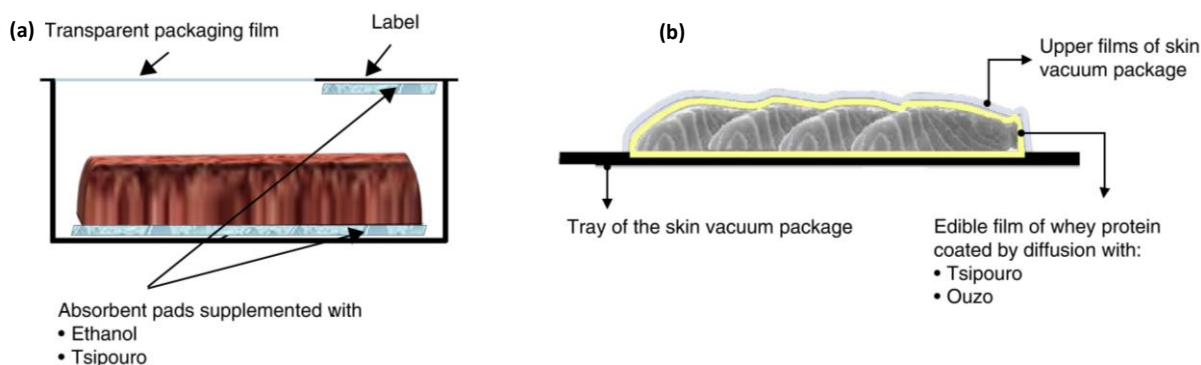 (a)
Transparent packaging film
Label
Absorbent pads supplemented with
• Ethanol
• Tsipouro
(b)
Upper films of skin
vacuum package
Tray of the skin vacuum package
Edible film of whey protein
coated by diffusion with:
• Tsipouro
• Ouzo